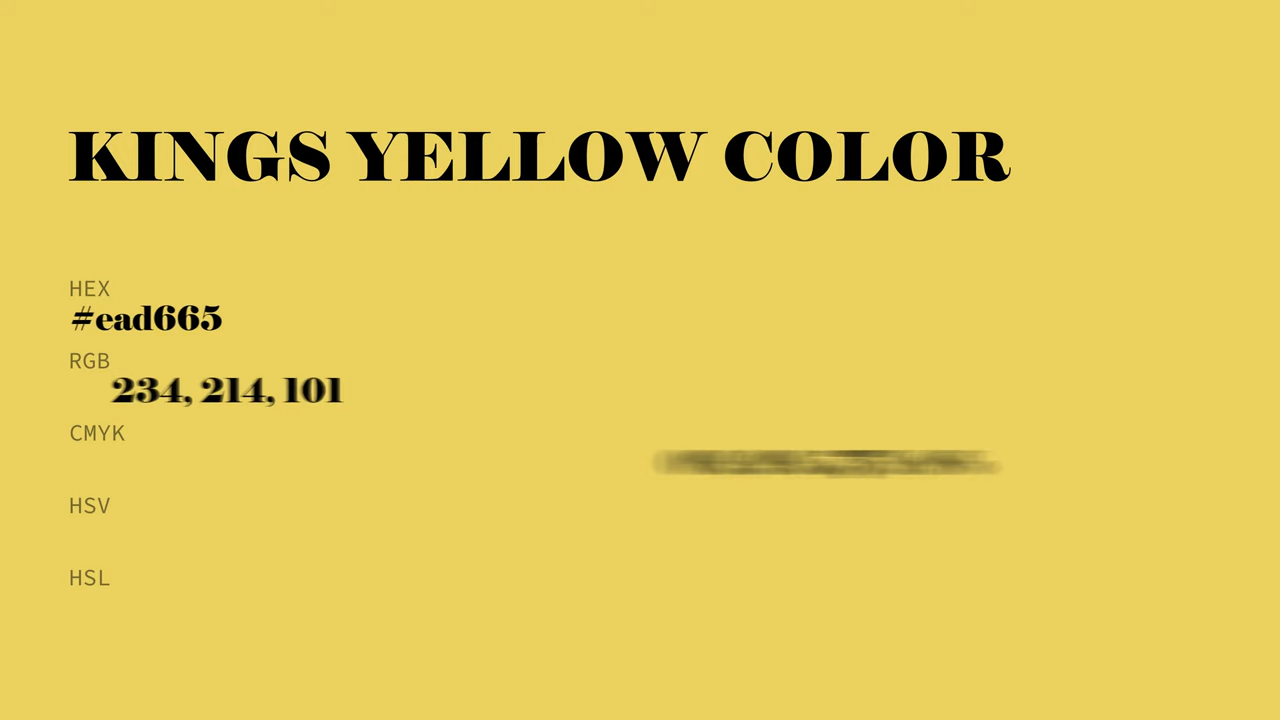 KINGS YELLOW COLOR
HEX
#ead665
RGB
234, 214, 101
CMYK
HSV
HSL